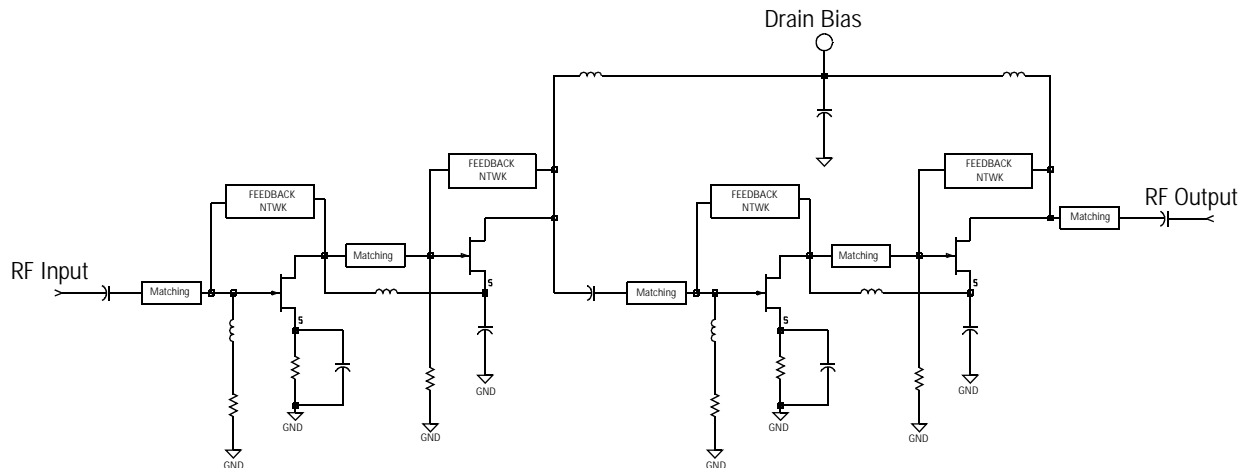 Drain Bias
FEEDBACK
NTWK
FEEDBACK
NTWK
FEEDBACK
NTWK
FEEDBACK
NTWK
RF Output
Matching
Matching
Matching
RF Input
Matching
S
Matching
S
S
S
GND
GND
GND
GND
GND
GND
GND
GND